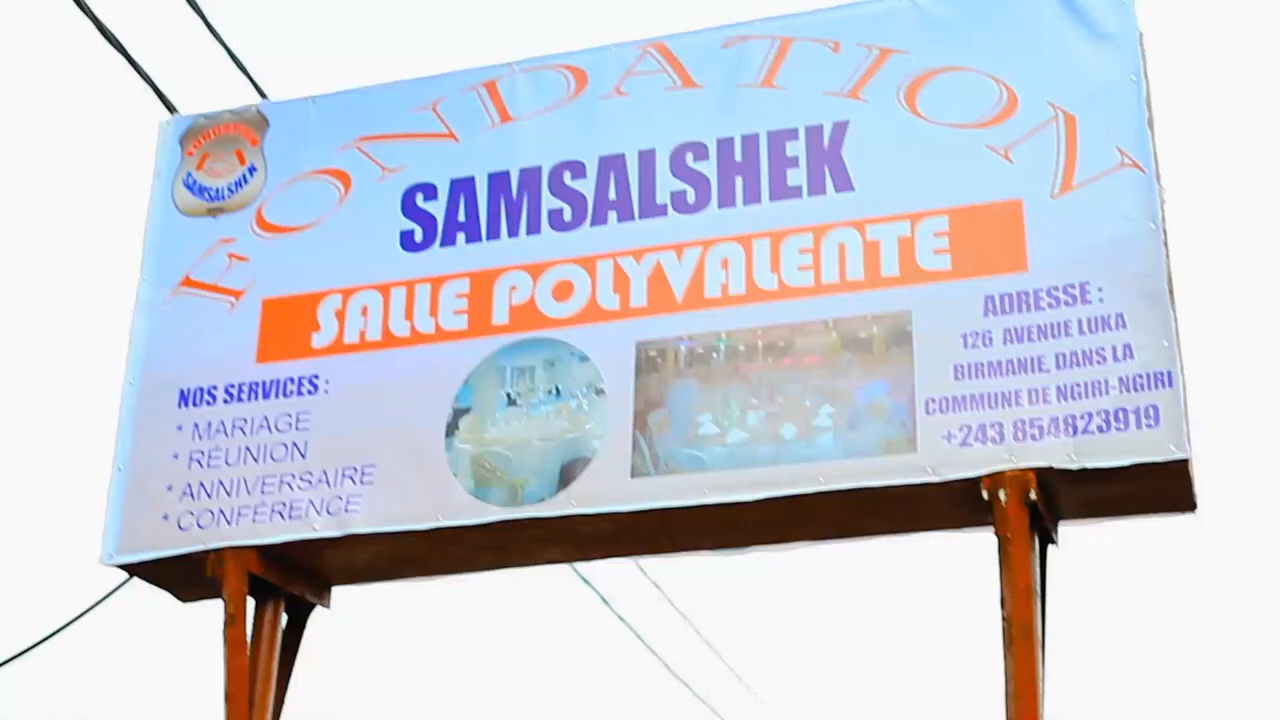 FONDATION
FONDATION
SAMSALSHEK
SAMSALSHEK
SALLE POLYVALENTE
NOS SERVICES :
* MARIAGE
* RÉUNION
* ANNIVERSAIRE
* CONFÉRENCE
ADRESSE :
126 AVENUE LUKA
BIRMANIE, DANS LA
COMMUNE DE NGIRI-NGIRI
+243 854823919